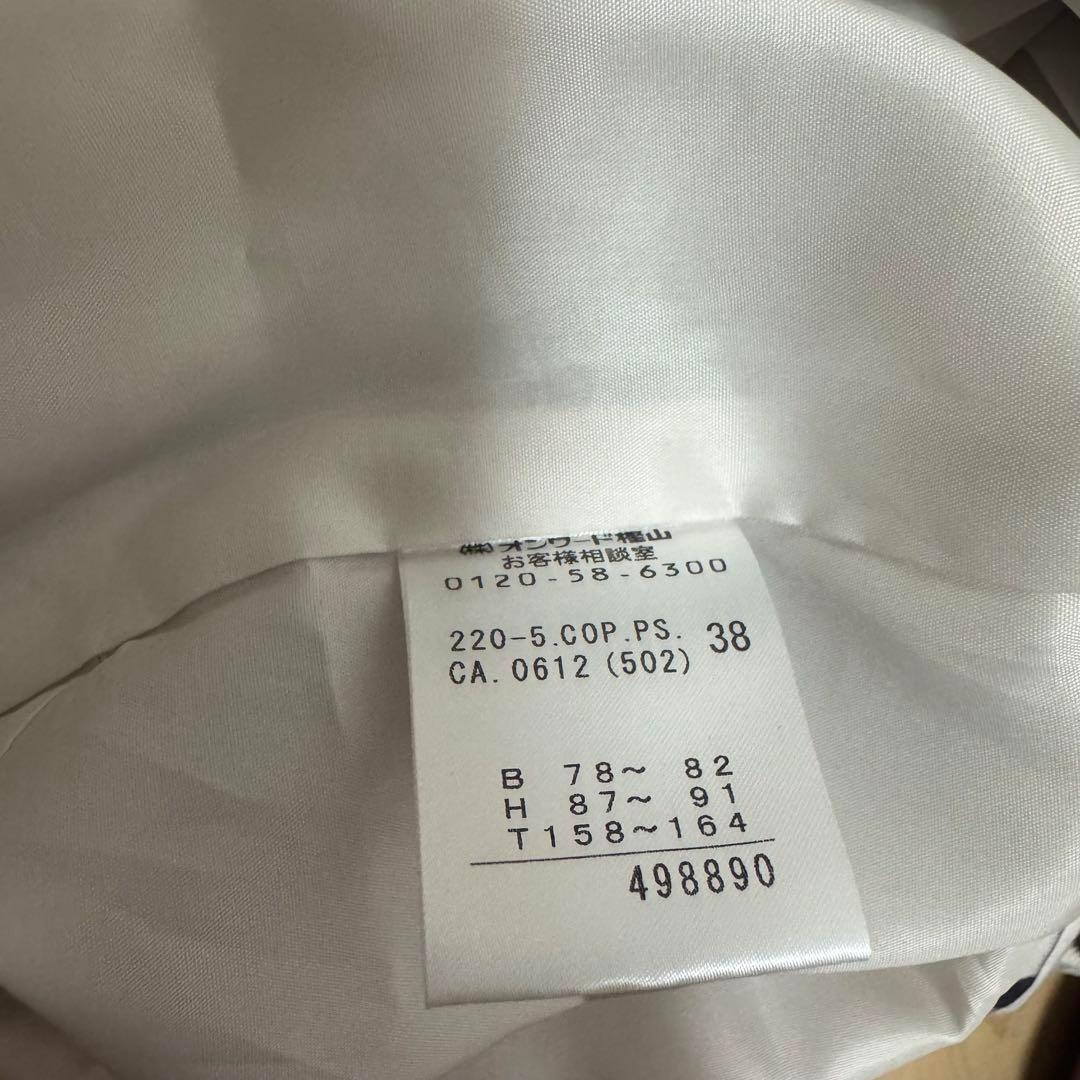 ㈱オンワード樫山
お客様相談室
0120-58-6300
220-5.COP.PS. 38
CA.0612(502)
B 78~ 82
H 87~ 91
T158~164
498890